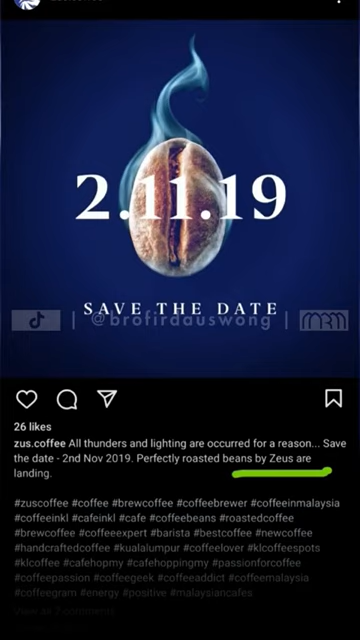 2.11.19
SAVE THE DATE
| @brofirdauswong |
26 likes
zus.coffee All thunders and lighting are occurred for a reason... Save
the date - 2nd Nov 2019. Perfectly roasted beans by Zeus are
landing.
#zuscoffee #coffee #brewcoffee #coffeebrewer #coffeeinmalaysia
#coffeeinkl #cafeinkl #cafe #coffeebeans #roastedcoffee
#brewcoffee #coffeeexpert #barista #bestcoffee #newcoffee
#handcraftedcoffee #kualalumpur #coffeelover #klcoffeespots
#klcoffee #cafehopmy #cafehoppingmy #passionforcoffee
#coffeepassion #coffeegeek #coffeeaddict #coffeemalaysia
#coffeegram #energy #positive #malaysiancafes
View all 2 comments